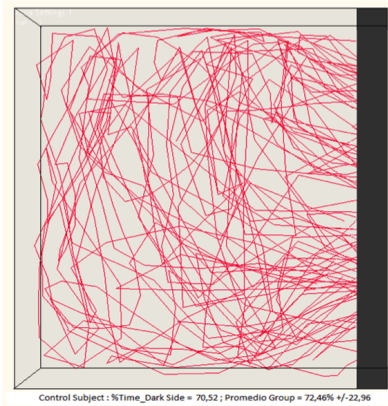 Control Subject : %Time_Dark Side = 70,52 ; Promedio Group = 72,46% +/-22,96